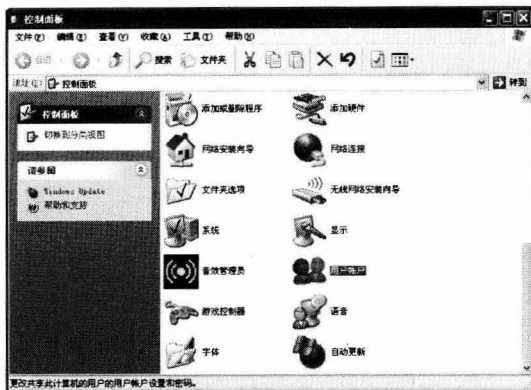 控制面板
文件(F) 编辑(E) 查看(V) 收藏(A) 工具(T) 帮助(H)
后退 搜索 文件夹
地址(D) 控制面板 转到
控制面板
切换到分类视图
请参阅
Windows Update
帮助和支持
添加或删除程序 添加硬件
网络安装向导 网络连接
文件夹选项 无线网络安装向导
系统 显示
音效管理员 用户帐户
游戏控制器 语音
字体 自动更新
更改共享此计算机的用户的用户帐户设置和密码。